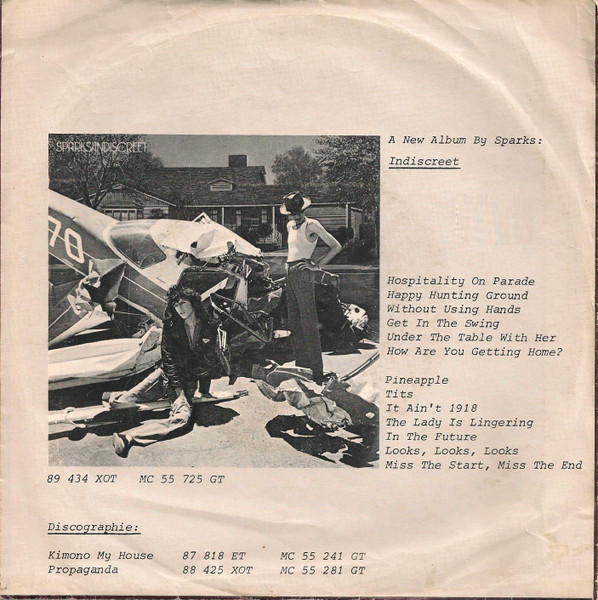 A New Album By Sparks:
Indiscreet
SPARKS/INDISCREET
70
Hospitality On Parade
Happy Hunting Ground
Without Using Hands
Get In The Swing
Under The Table With Her
How Are You Getting Home?
Pineapple
Tits
It Ain't 1918
The Lady Is Lingering
In The Future
Looks, Looks, Looks
Miss The Start, Miss The End
89 434 XOT MC 55 725 GT
Discographie:
Kimono My House 87 818 ET MC 55 241 GT
Propaganda 88 425 XOT MC 55 281 GT